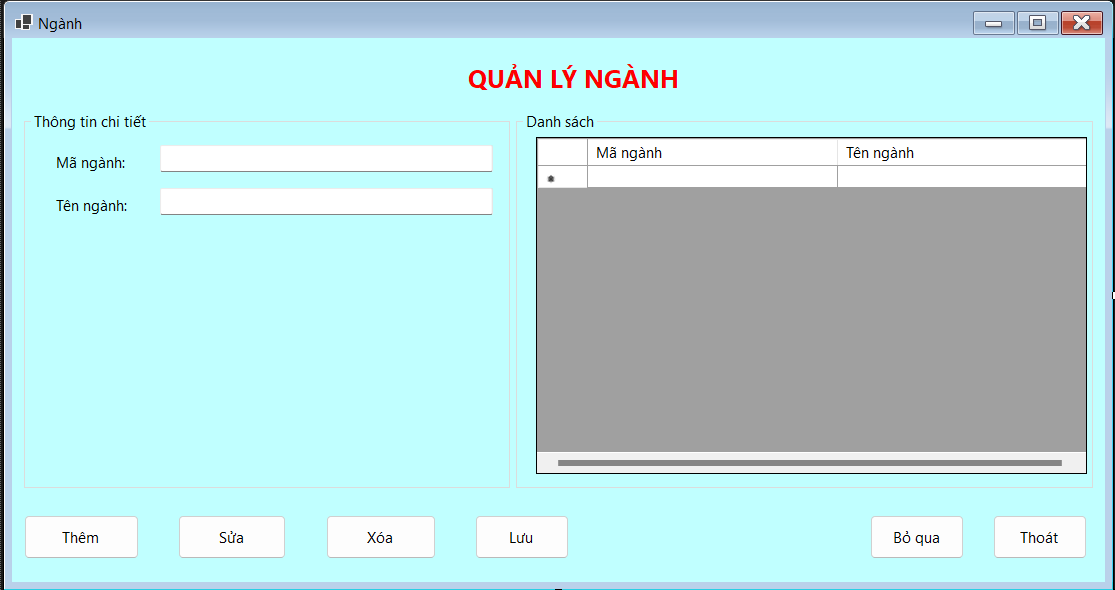 Ngành
QUẢN LÝ NGÀNH
Thông tin chi tiết
Mã ngành:
Tên ngành:
Danh sách
Mã ngành Tên ngành
Thêm Sửa Xóa Lưu Bỏ qua Thoát